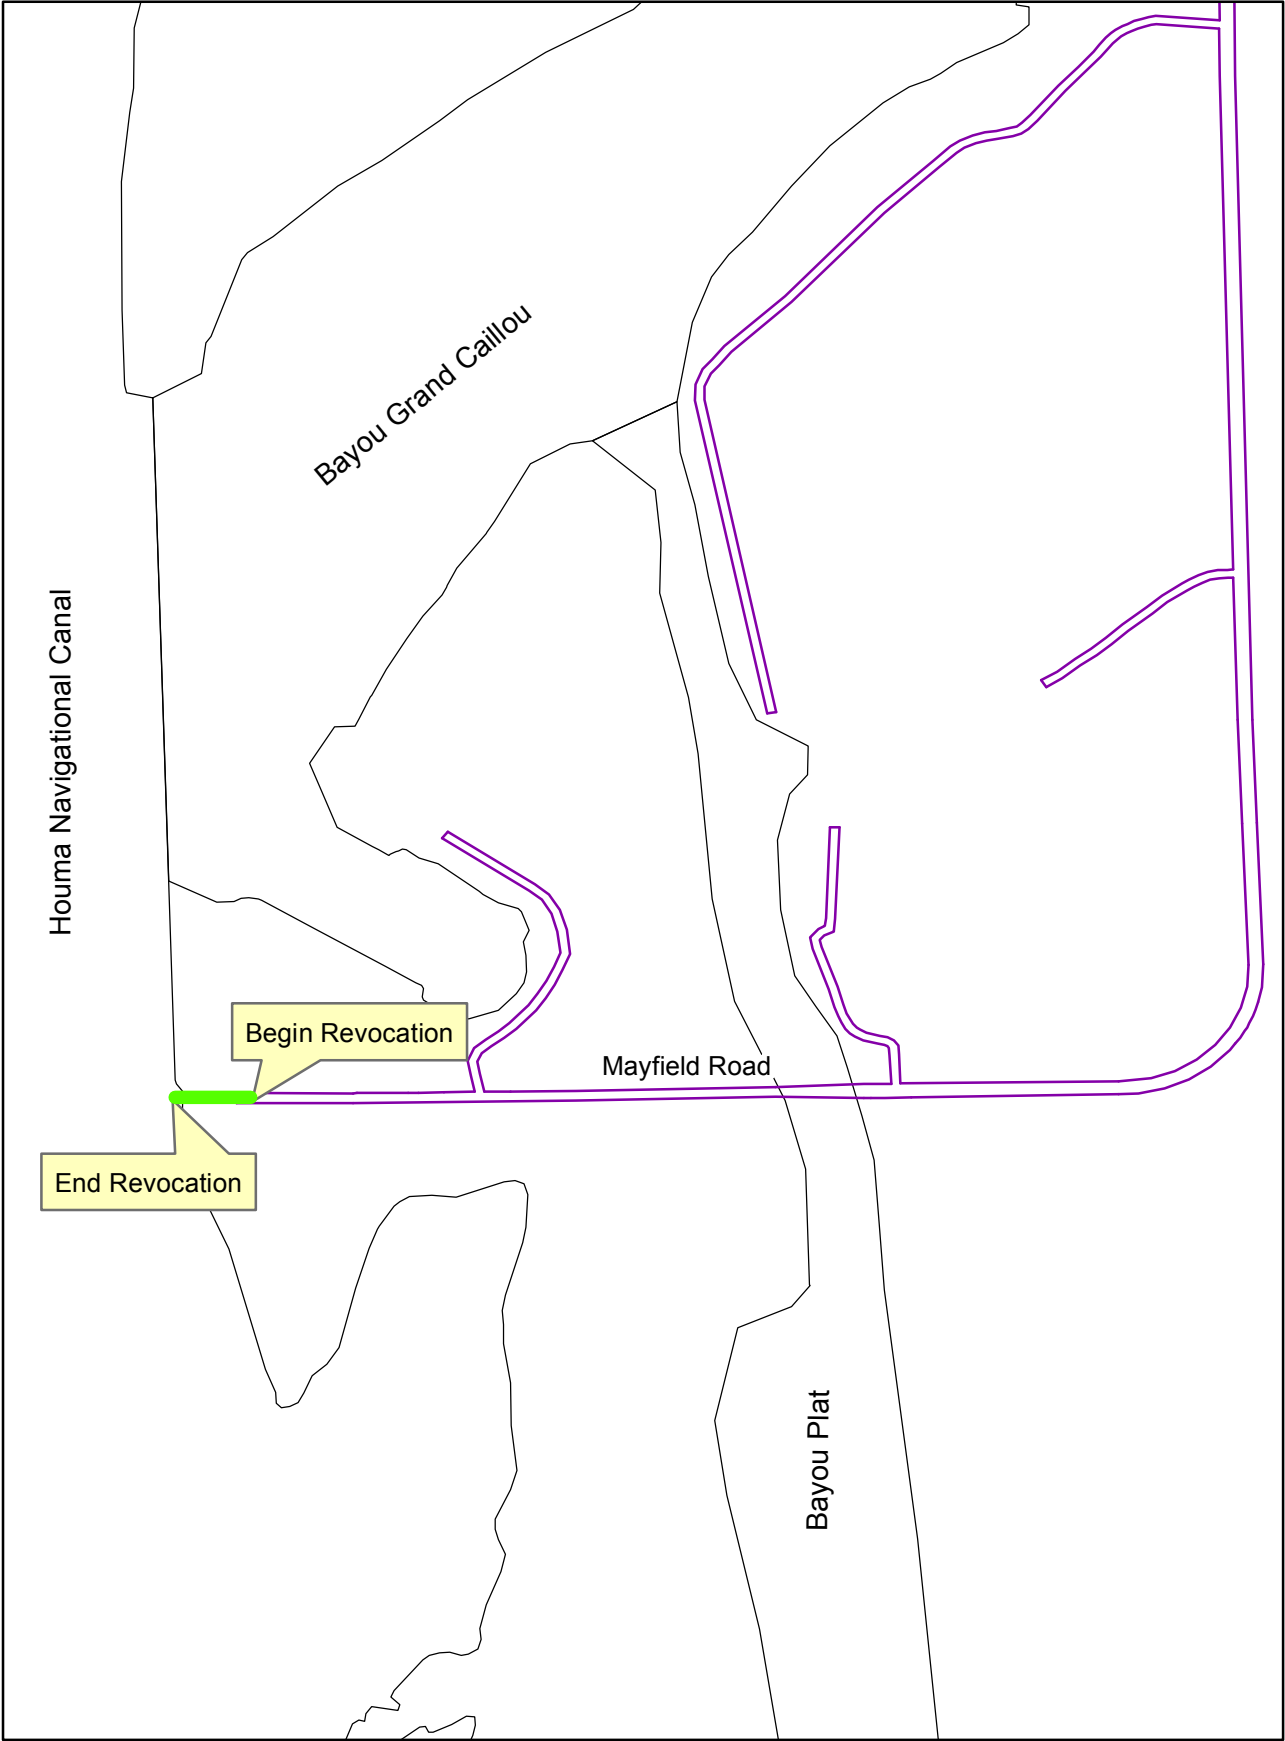 Bayou Grand Caillou
Houma Navigational Canal
Begin Revocation
Mayfield Road
End Revocation
Bayou Plat